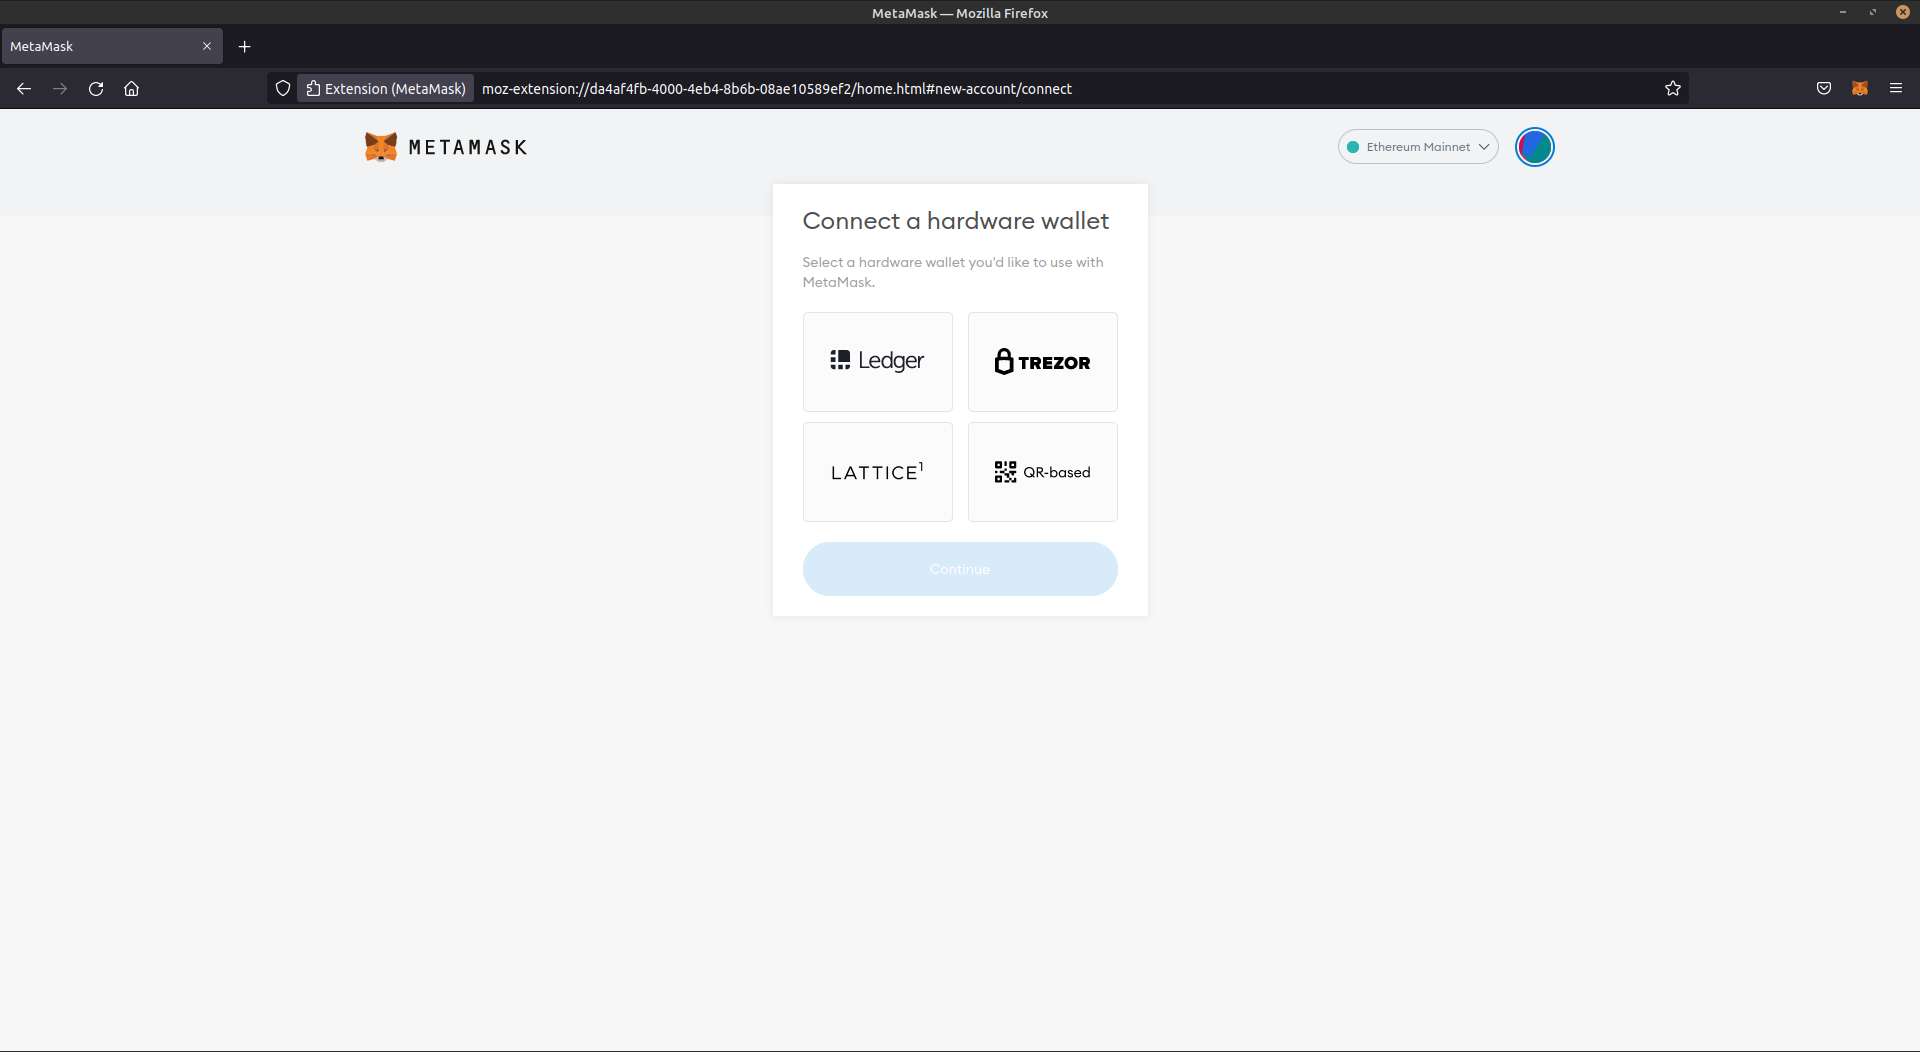 MetaMask — Mozilla Firefox
MetaMask
Extension (MetaMask) moz-extension://da4af4fb-4000-4eb4-8b6b-08ae10589ef2/home.html#new-account/connect
METAMASK
Ethereum Mainnet
Connect a hardware wallet
Select a hardware wallet you'd like to use with
MetaMask.
Ledger
TREZOR
LATTICE1
QR-based
Continue